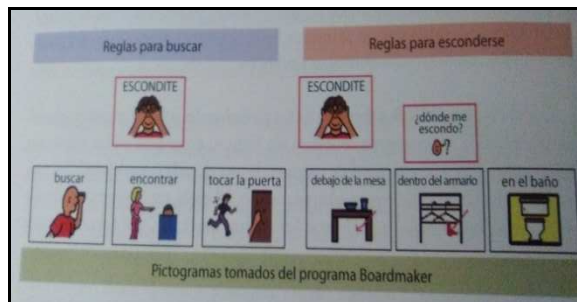 Reglas para buscar
Reglas para esconderse
ESCONDITE
ESCONDITE
¿dónde me
escondo?
?
buscar
encontrar
tocar la puerta
debajo de la mesa
dentro del armario
en el baño
Pictogramas tomados del programa Boardmaker